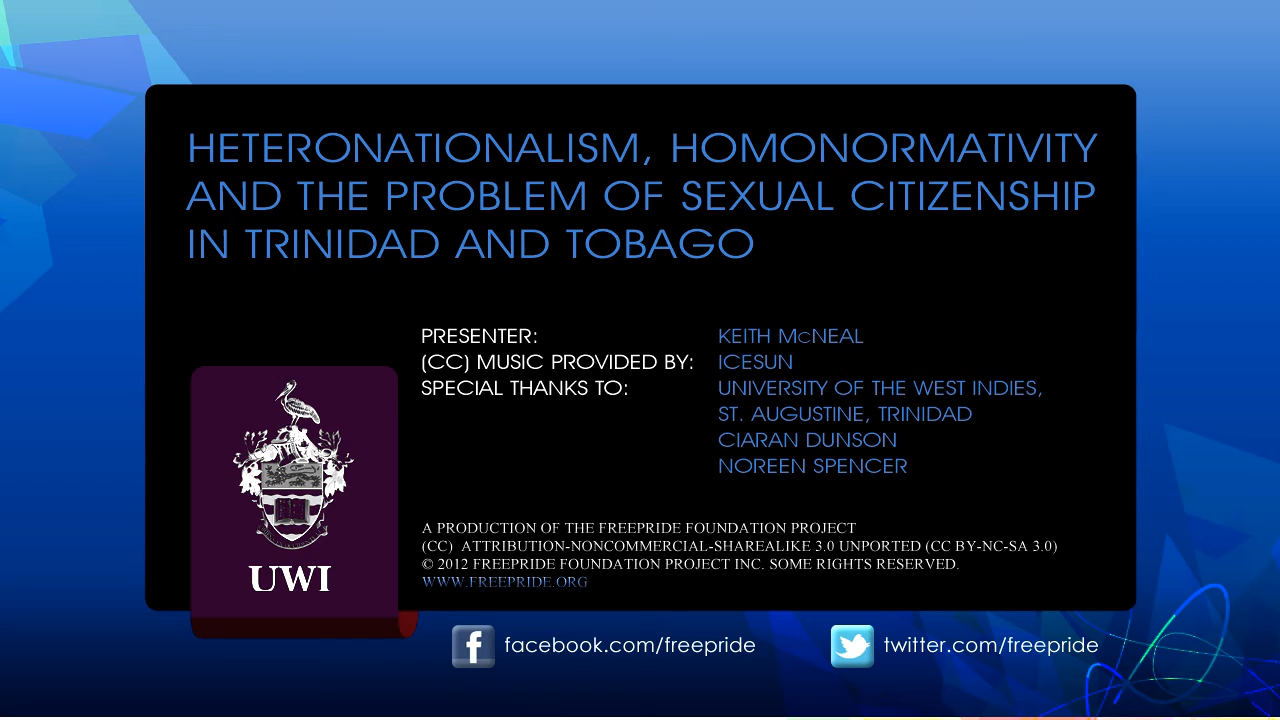 HETERONATIONALISM, HOMONORMATIVITY
AND THE PROBLEM OF SEXUAL CITIZENSHIP
IN TRINIDAD AND TOBAGO
PRESENTER: KEITH McNEAL
(CC) MUSIC PROVIDED BY: ICESUN
SPECIAL THANKS TO: UNIVERSITY OF THE WEST INDIES,
ST. AUGUSTINE, TRINIDAD
CIARAN DUNSON
NOREEN SPENCER
UWI
A PRODUCTION OF THE FREEPRIDE FOUNDATION PROJECT
(CC) ATTRIBUTION-NONCOMMERCIAL-SHAREALIKE 3.0 UNPORTED (CC BY-NC-SA 3.0)
© 2012 FREEPRIDE FOUNDATION PROJECT INC. SOME RIGHTS RESERVED.
WWW.FREEPRIDE.ORG
facebook.com/freepride
twitter.com/freepride